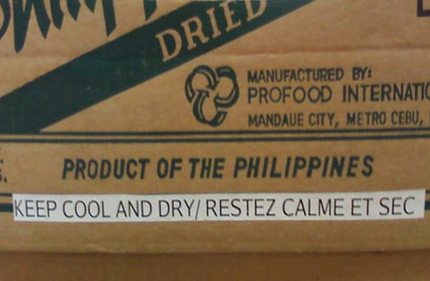 DRIED
MANUFACTURED BY:
PROFOOD
MANDAUE CITY, METRO CEBU,
PRODUCT OF THE PHILIPPINES
KEEP COOL AND DRY/ RESTEZ CALME ET SEC